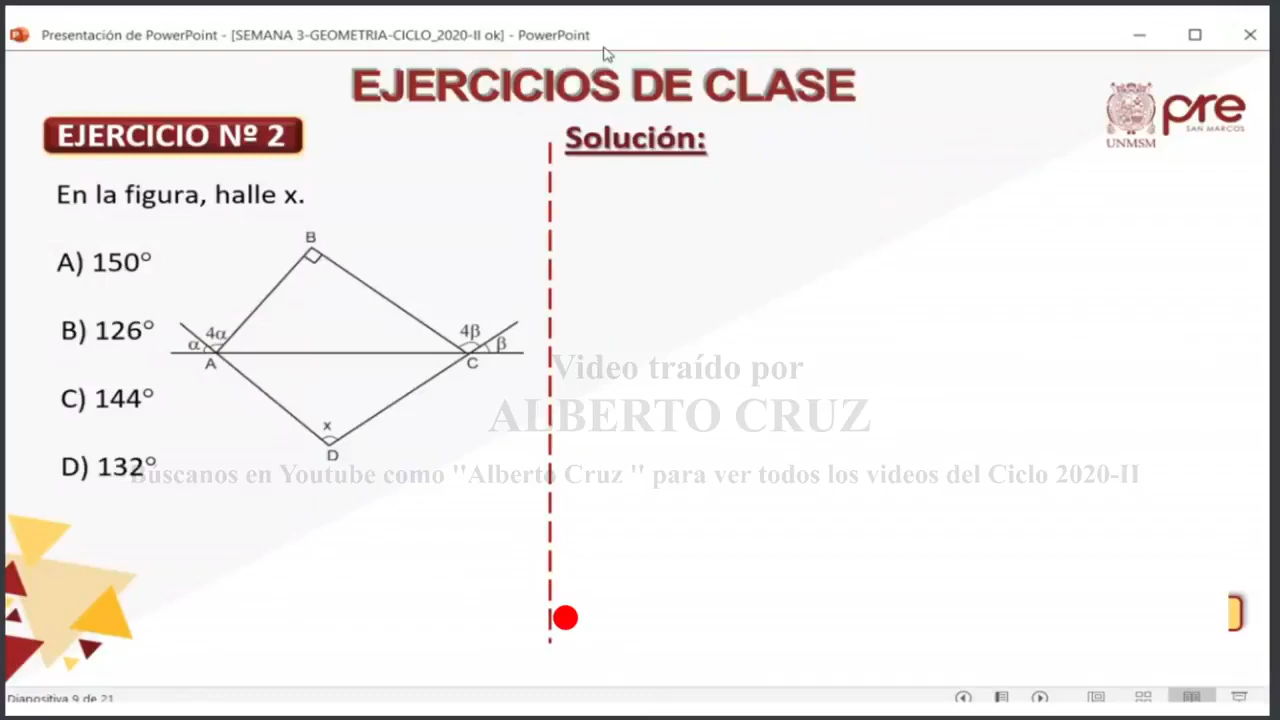 Presentación de PowerPoint - [SEMANA 3-GEOMETRIA-CICLO_2020-II ok] - PowerPoint
EJERCICIOS DE CLASE
EJERCICIO Nº 2
Solución:
UNMSM
pre
SAN MARCOS
En la figura, halle x.
A) 150°
B) 126°
C) 144°
D) 132°
B
4α
α
A
4β
β
C
x
D
Video traído por
ALBERTO CRUZ
Buscanos en Youtube como "Alberto Cruz " para ver todos los videos del Ciclo 2020-II
Diapositiva 9 de 21